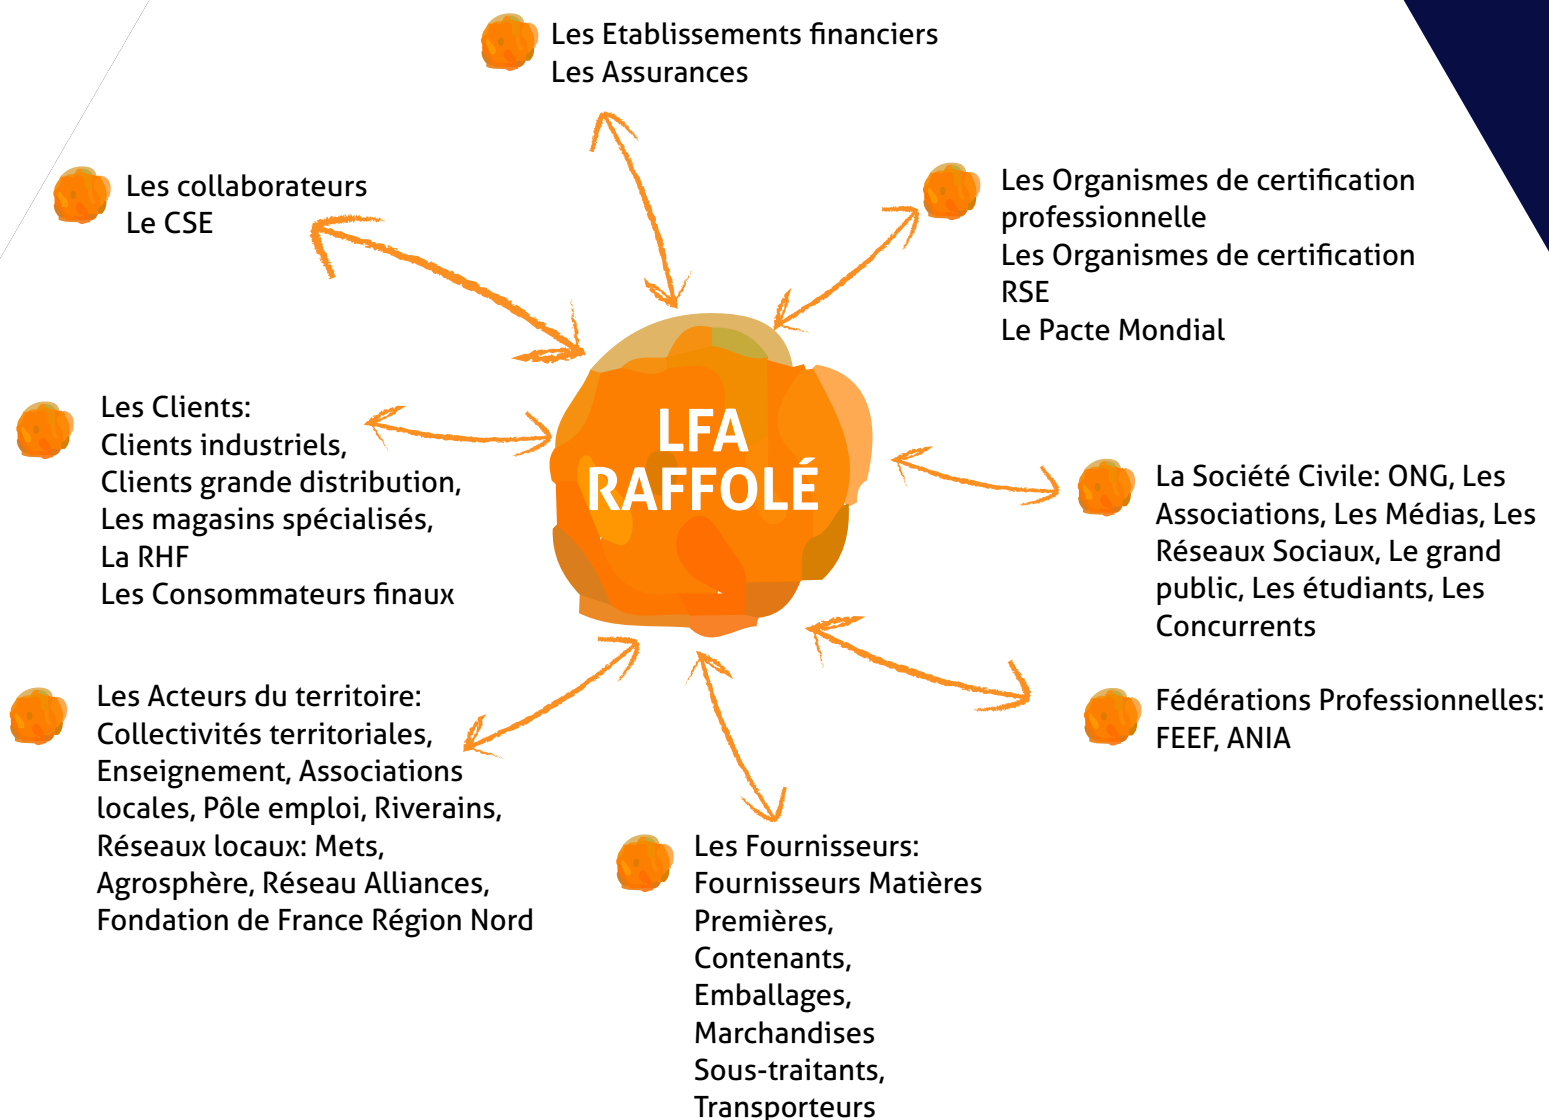 Les Etablissements financiers
Les Assurances
Les collaborateurs
Le CSE
Les Organismes de certification
professionnelle
Les Organismes de certification
RSE
Le Pacte Mondial
Les Clients:
Clients industriels,
Clients grande distribution,
Les magasins spécialisés,
La RHF
Les Consommateurs finaux
LFA
RAFFOLÉ
La Société Civile: ONG, Les
Associations, Les Médias, Les
Réseaux Sociaux, Le grand
public, Les étudiants, Les
Concurrents
Les Acteurs du territoire:
Collectivités territoriales,
Enseignement, Associations
locales, Pôle emploi, Riverains,
Réseaux locaux: Mets,
Agrosphère, Réseau Alliances,
Fondation de France Région Nord
Fédérations Professionnelles:
FEEF, ANIA
Les Fournisseurs:
Fournisseurs Matières
Premières,
Contenants,
Emballages,
Marchandises
Sous-traitants,
Transporteurs